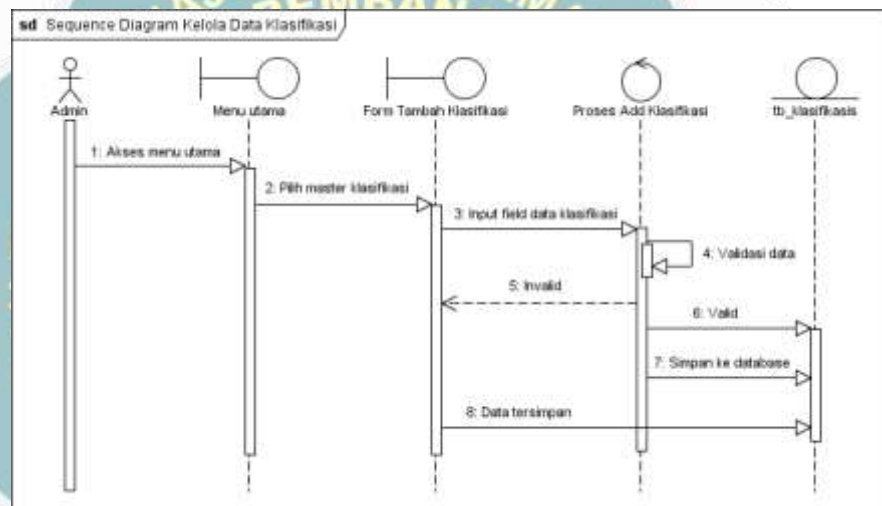 sd Sequence Diagram Kelola Data Klasifikasi
Admin
Menu utama
Form Tambah Klasifikasi
Proses Add Klasifikasi
tb_klasifikasis
1: Akses menu utama
2: Pilih master klasifikasi
3: Input field data klasifikasi
4: Validasi data
5: Invalid
6: Valid
7: Simpan ke database
8: Data tersimpan